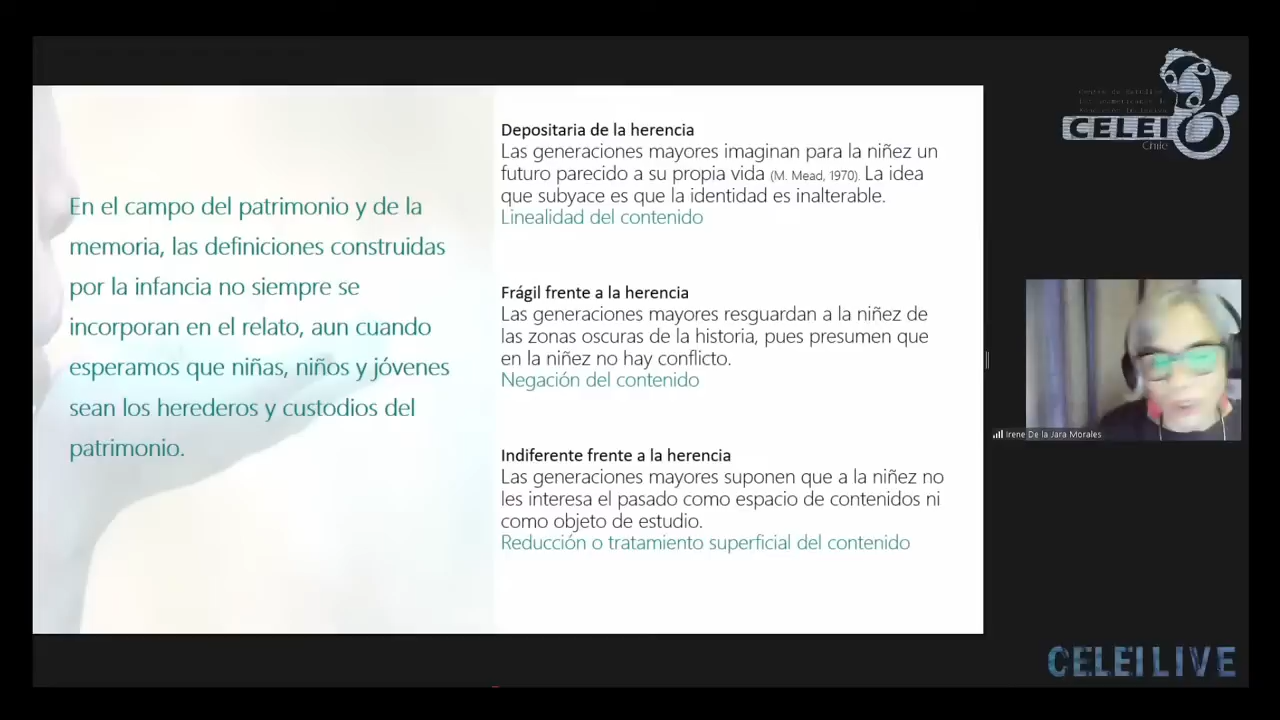 En el campo del patrimonio y de la
memoria, las definiciones construidas
por la infancia no siempre se
incorporan en el relato, aun cuando
esperamos que niñas, niños y jóvenes
sean los herederos y custodios del
patrimonio.
Depositaria de la herencia
Las generaciones mayores imaginan para la niñez un
futuro parecido a su propia vida (M. Mead, 1970). La idea
que subyace es que la identidad es inalterable.
Linealidad del contenido
Frágil frente a la herencia
Las generaciones mayores resguardan a la niñez de
las zonas oscuras de la historia, pues presumen que
en la niñez no hay conflicto.
Negación del contenido
Indiferente frente a la herencia
Las generaciones mayores suponen que a la niñez no
les interesa el pasado como espacio de contenidos ni
como objeto de estudio.
Reducción o tratamiento superficial del contenido
CELEI
Chile
Irene De la Jara Morales
CELEI LIVE